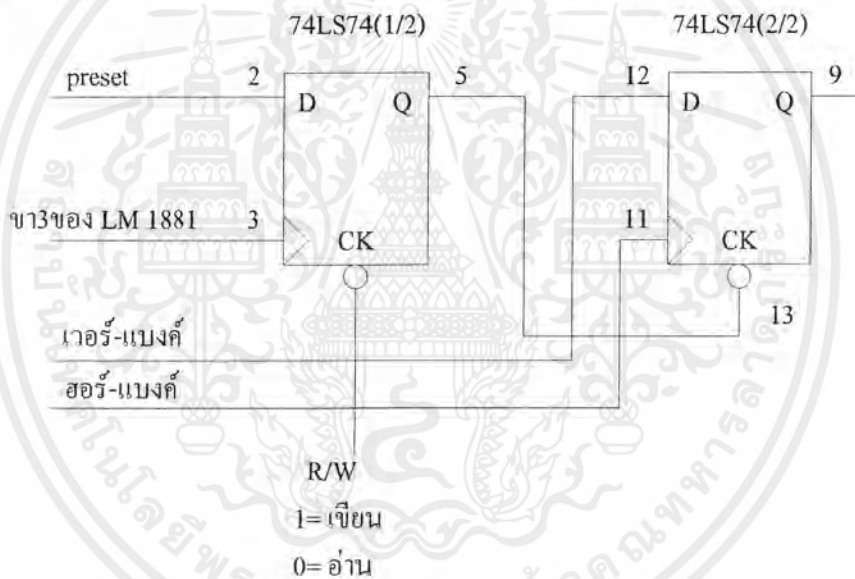 74LS74(1/2)
74LS74(2/2)
preset
2
5
12
9
D
Q
D
Q
ขา3ของ LM 1881
3
11
CK
CK
13
เวอร์-แบงค์
ฮอร์-แบงค์
R/W
1= เขียน
0= อ่าน